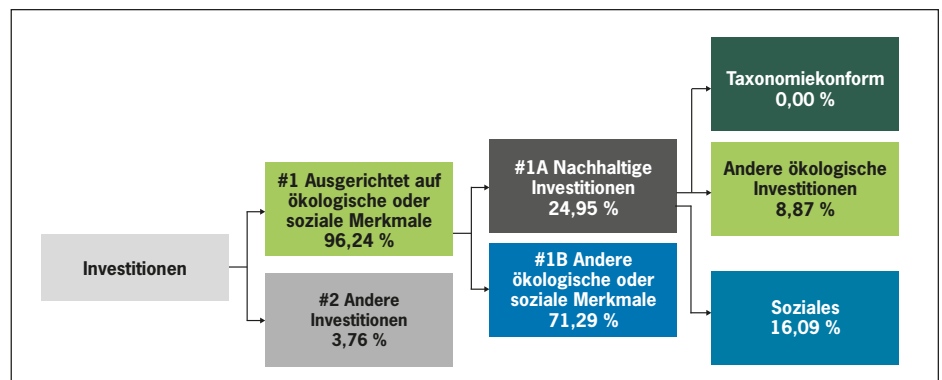 Investitionen
#1 Ausgerichtet auf
ökologische oder
soziale Merkmale
96,24 %
#2 Andere
Investitionen
3,76 %
#1A Nachhaltige
Investitionen
24,95 %
#1B Andere
ökologische oder
soziale Merkmale
71,29 %
Taxonomiekonform
0,00 %
Andere ökologische
Investitionen
8,87 %
Soziales
16,09 %